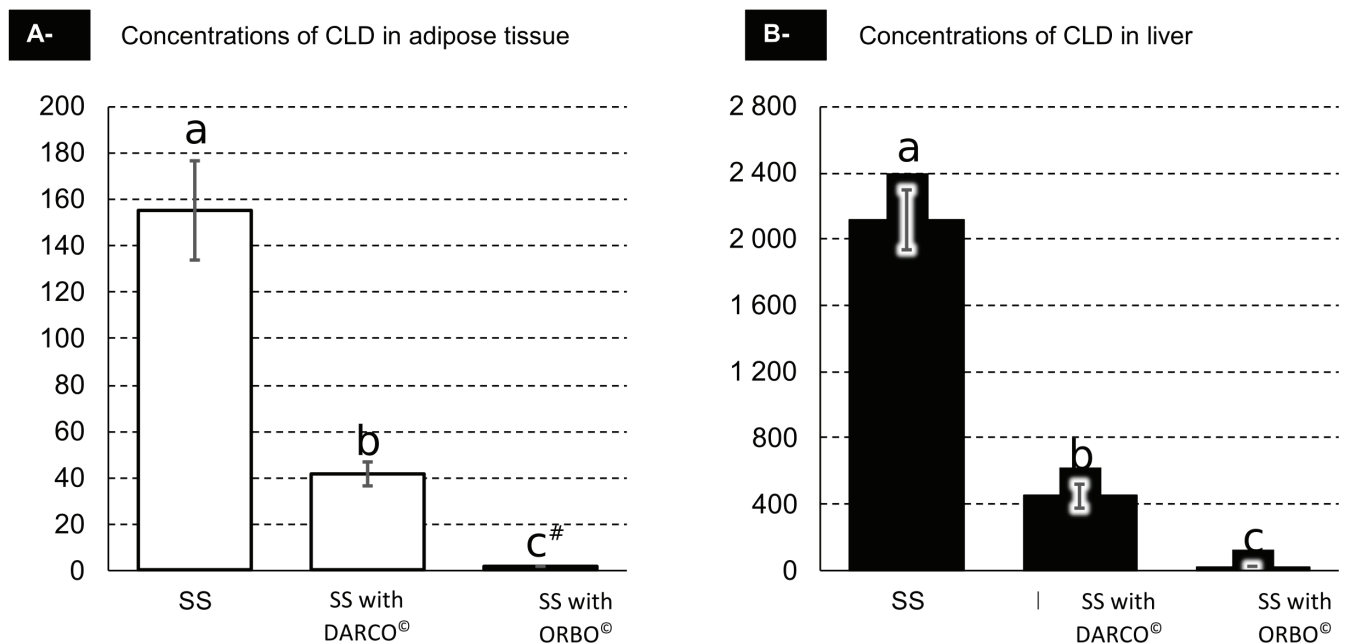 A- Concentrations of CLD in adipose tissue
200
180
160
140
120
100
80
60
40
20
0
a
b
c#
SS
SS with
DARCO©
SS with
ORBO©
B- Concentrations of CLD in liver
2 800
2 400
2 000
1 600
1 200
800
400
0
a
b
c
SS
SS with
DARCO©
SS with
ORBO©